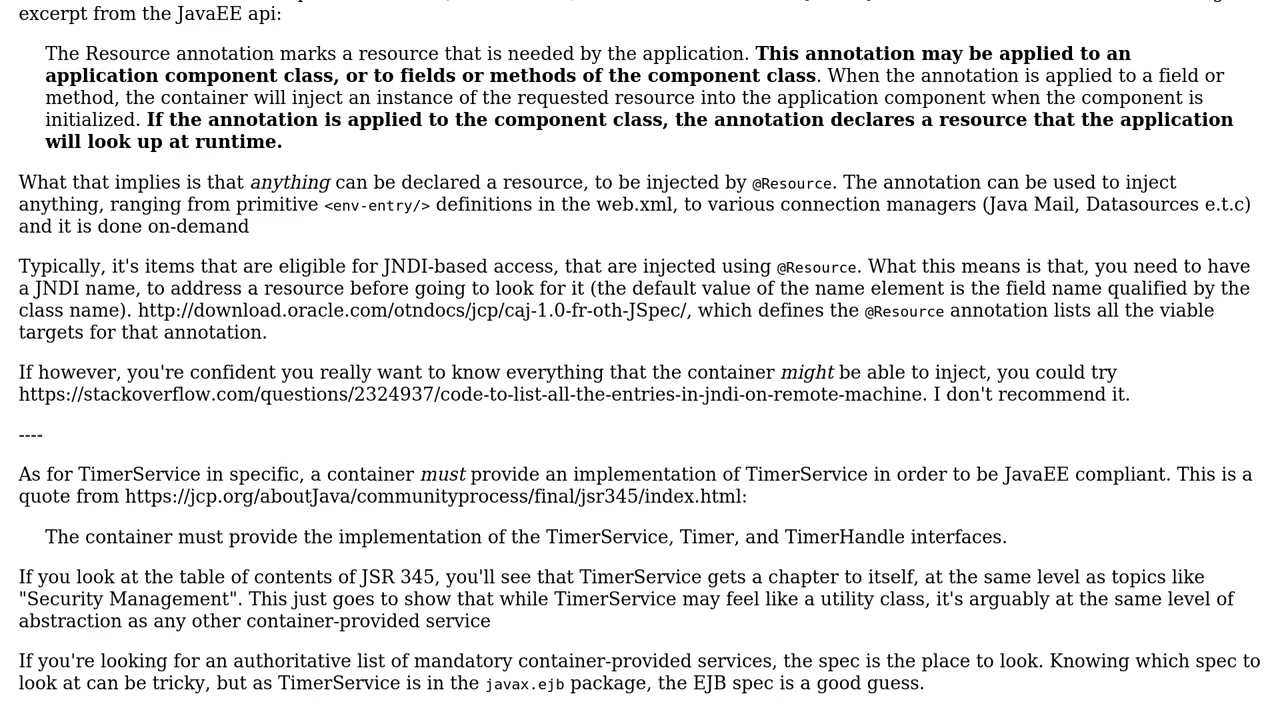 excerpt from the JavaEE api:
The Resource annotation marks a resource that is needed by the application. This annotation may be applied to an
application component class, or to fields or methods of the component class. When the annotation is applied to a field or
method, the container will inject an instance of the requested resource into the application component when the component is
initialized. If the annotation is applied to the component class, the annotation declares a resource that the application
will look up at runtime.
What that implies is that anything can be declared a resource, to be injected by @Resource. The annotation can be used to inject
anything, ranging from primitive <env-entry/> definitions in the web.xml, to various connection managers (Java Mail, Datasources e.t.c)
and it is done on-demand
Typically, it's items that are eligible for JNDI-based access, that are injected using @Resource. What this means is that, you need to have
a JNDI name, to address a resource before going to look for it (the default value of the name element is the field name qualified by the
class name). http://download.oracle.com/otndocs/jcp/caj-1.0-fr-oth-JSpec/, which defines the @Resource annotation lists all the viable
targets for that annotation.
If however, you're confident you really want to know everything that the container might be able to inject, you could try
https://stackoverflow.com/questions/2324937/code-to-list-all-the-entries-in-jndi-on-remote-machine. I don't recommend it.
----
As for TimerService in specific, a container must provide an implementation of TimerService in order to be JavaEE compliant. This is a
quote from https://jcp.org/aboutJava/communityprocess/final/jsr345/index.html:
The container must provide the implementation of the TimerService, Timer, and TimerHandle interfaces.
If you look at the table of contents of JSR 345, you'll see that TimerService gets a chapter to itself, at the same level as topics like
"Security Management". This just goes to show that while TimerService may feel like a utility class, it's arguably at the same level of
abstraction as any other container-provided service
If you're looking for an authoritative list of mandatory container-provided services, the spec is the place to look. Knowing which spec to
look at can be tricky, but as TimerService is in the javax.ejb package, the EJB spec is a good guess.